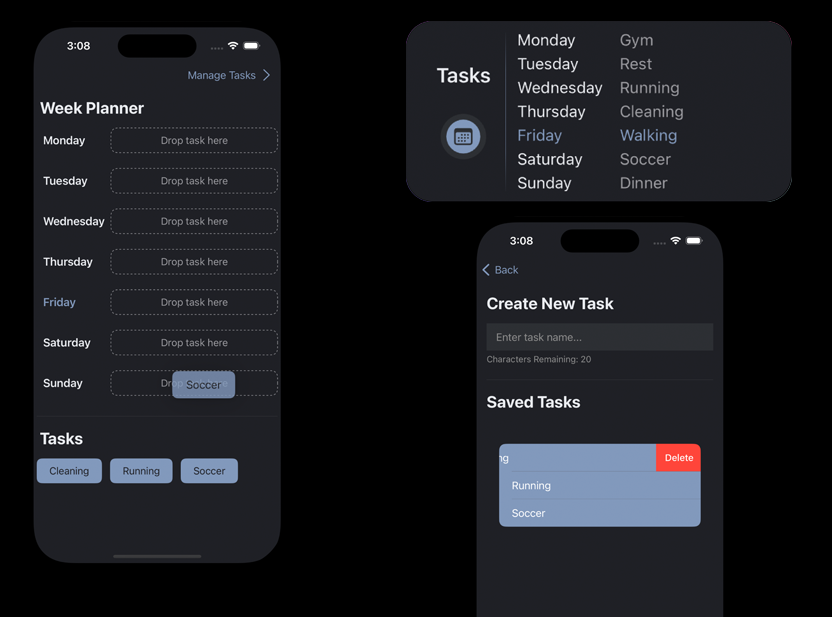 3:08
Manage Tasks
Week Planner
Monday Drop task here
Tuesday Drop task here
Wednesday Drop task here
Thursday Drop task here
Friday Drop task here
Saturday Drop task here
Sunday Drop
Soccer
Tasks
Cleaning Running Soccer
Tasks
Monday Gym
Tuesday Rest
Wednesday Running
Thursday Cleaning
Friday Walking
Saturday Soccer
Sunday Dinner
3:08
Back
Create New Task
Enter task name...
Characters Remaining: 20
Saved Tasks
ng Delete
Running
Soccer